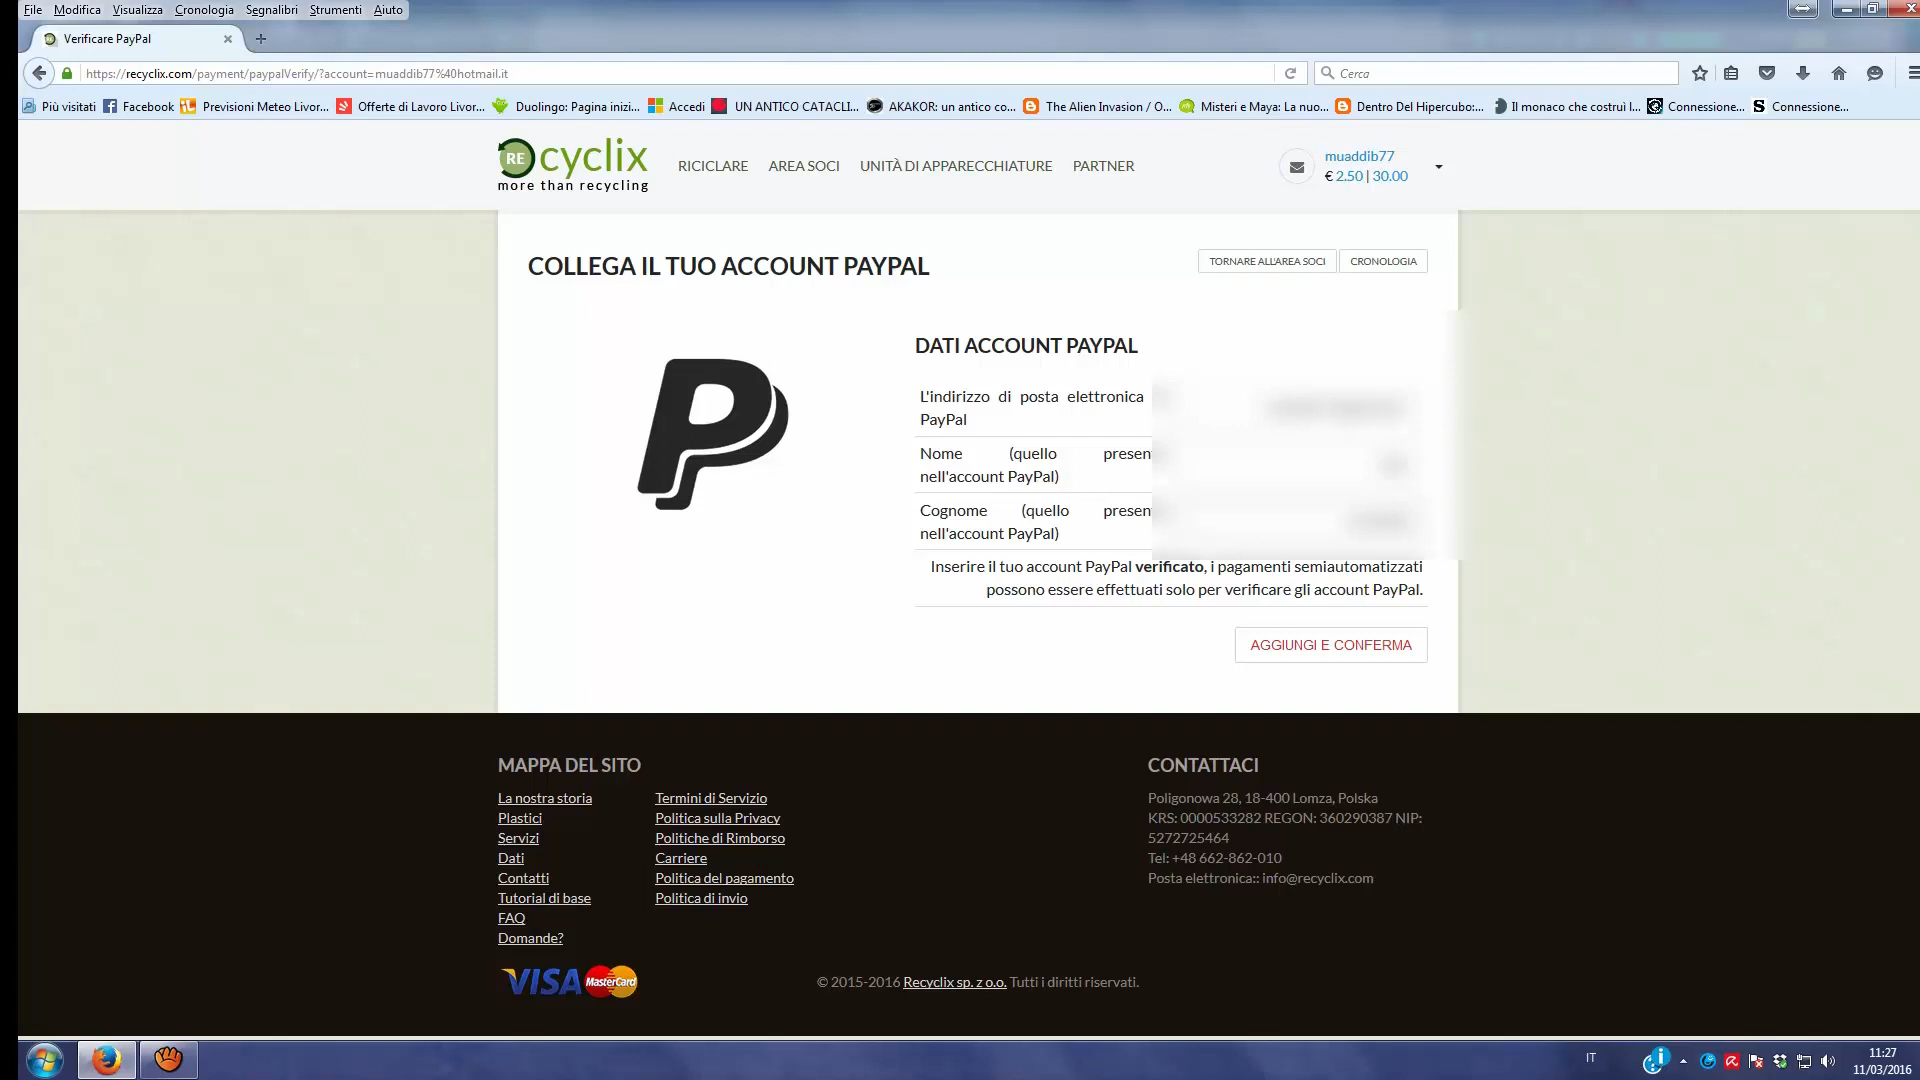 File Modifica Visualizza Cronologia Segnalibri Strumenti Aiuto
Verificare PayPal
https://recyclix.com/payment/paypalVerify/?account=muaddib77%40hotmail.it
Cerca
Più visitati Facebook Previsioni Meteo Livor... Offerte di Lavoro Livor... Duolingo: Pagina inizi... Accedi UN ANTICO CATACLI... AKAKOR: un antico co... The Alien Invasion / O... Misteri e Maya: La nuo... Dentro Del Hipercubo:... Il monaco che costruì l... Connessione... Connessione...
REcyclix
more than recycling
RICICLARE AREA SOCI UNITÀ DI APPARECCHIATURE PARTNER
muaddib77
€ 2.50 | 30.00
COLLEGA IL TUO ACCOUNT PAYPAL
TORNARE ALL'AREA SOCI CRONOLOGIA
DATI ACCOUNT PAYPAL
L'indirizzo di posta elettronica
PayPal
Nome (quello present
nell'account PayPal)
Cognome (quello present
nell'account PayPal)
Inserire il tuo account PayPal verificato, i pagamenti semiautomatizzati
possono essere effettuati solo per verificare gli account PayPal.
AGGIUNGI E CONFERMA
MAPPA DEL SITO
La nostra storia
Plastici
Servizi
Dati
Contatti
Tutorial di base
FAQ
Domande?
Termini di Servizio
Politica sulla Privacy
Politiche di Rimborso
Carriere
Politica del pagamento
Politica di invio
CONTATTACI
Poligonowa 28, 18-400 Lomza, Polska
KRS: 0000533282 REGON: 360290387 NIP:
5272725464
Tel: +48 662-862-010
Posta elettronica:: info@recyclix.com
VISA MasterCard
© 2015-2016 Recyclix sp. z o.o. Tutti i diritti riservati.
IT
11:27
11/03/2016